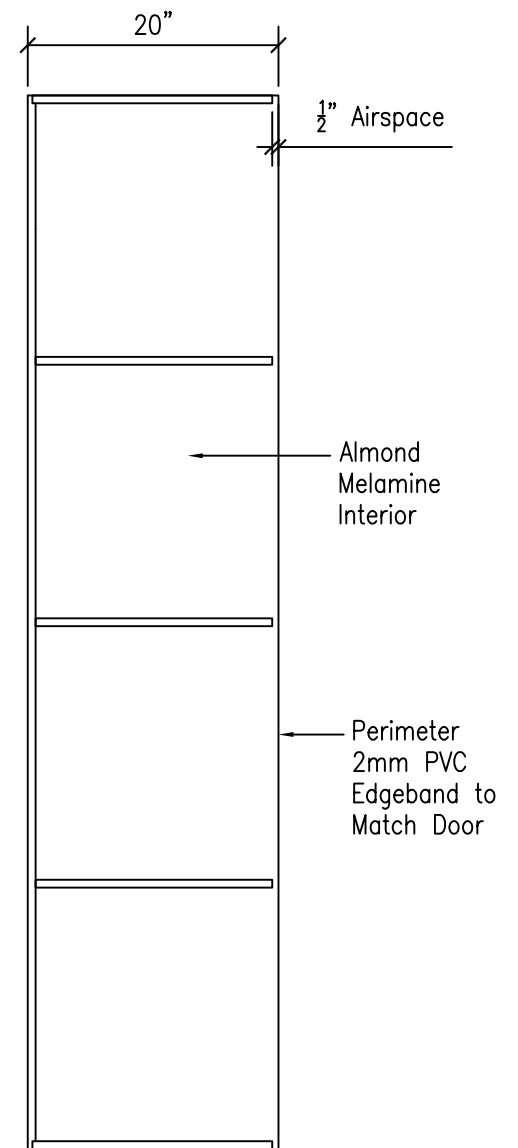 20”
½” Airspace
Almond
Melamine
Interior
Perimeter
2mm PVC
Edgeband to
Match Door